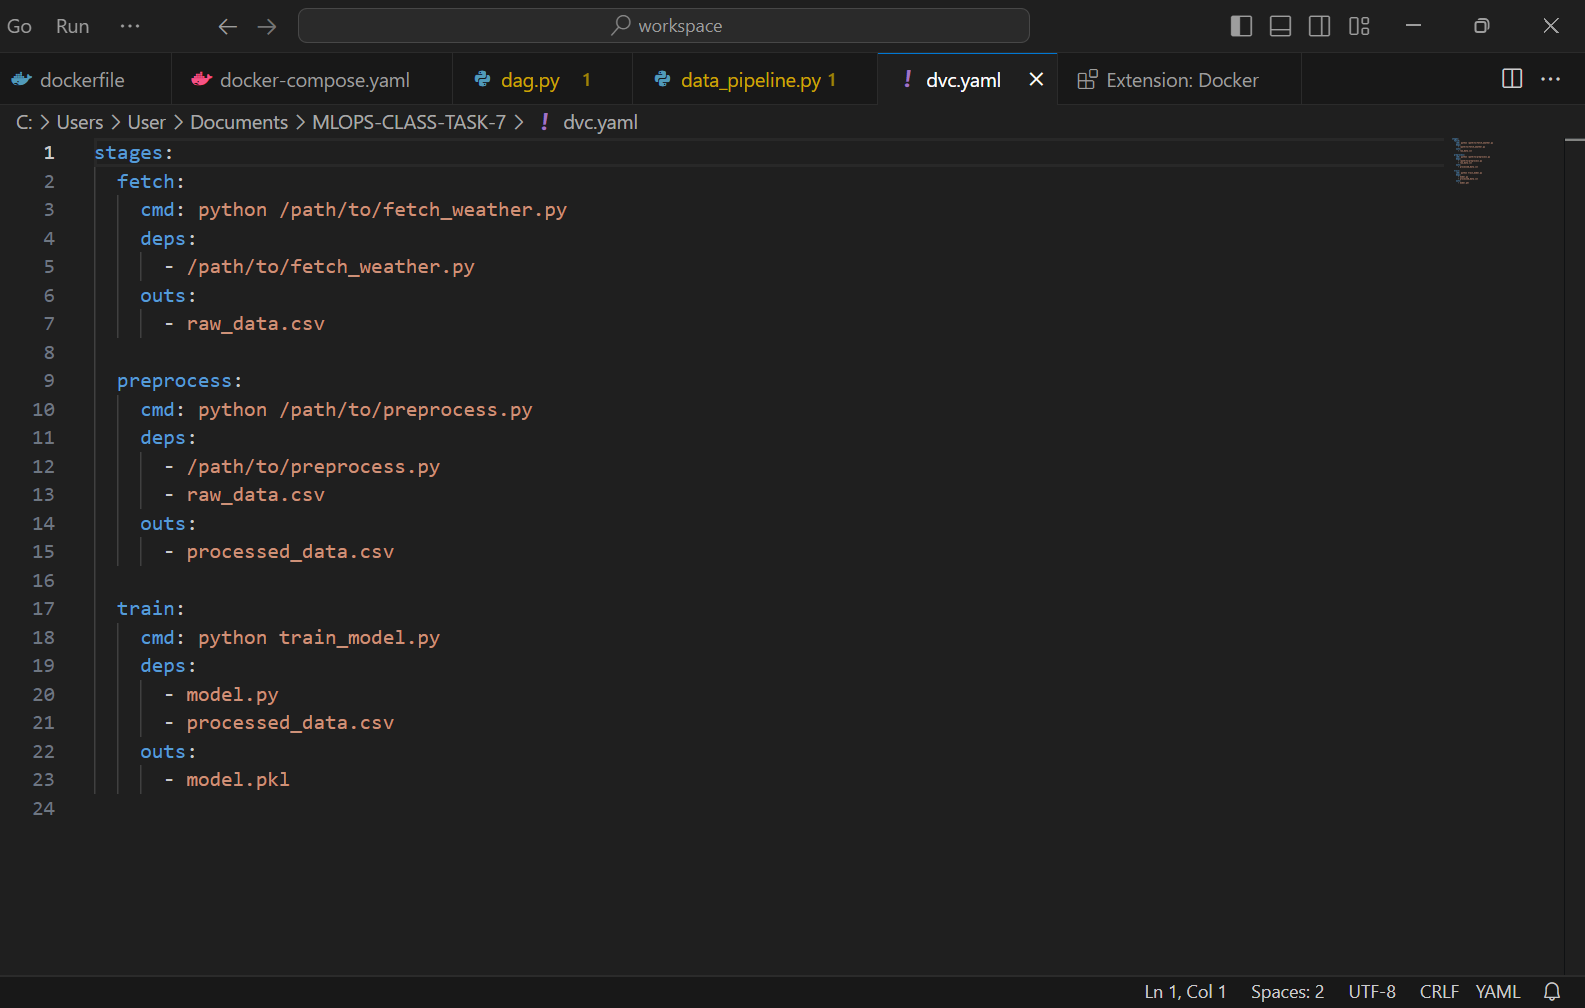 Go Run ··· workspace
dockerfile docker-compose.yaml dag.py 1 data_pipeline.py 1 ! dvc.yaml Extension: Docker ···
C: > Users > User > Documents > MLOPS-CLASS-TASK-7 > ! dvc.yaml
1 stages:
2   fetch:
3     cmd: python /path/to/fetch_weather.py
4     deps:
5       - /path/to/fetch_weather.py
6     outs:
7       - raw_data.csv
8
9   preprocess:
10     cmd: python /path/to/preprocess.py
11     deps:
12       - /path/to/preprocess.py
13       - raw_data.csv
14     outs:
15       - processed_data.csv
16
17   train:
18     cmd: python train_model.py
19     deps:
20       - model.py
21       - processed_data.csv
22     outs:
23       - model.pkl
24
Ln 1, Col 1 Spaces: 2 UTF-8 CRLF YAML